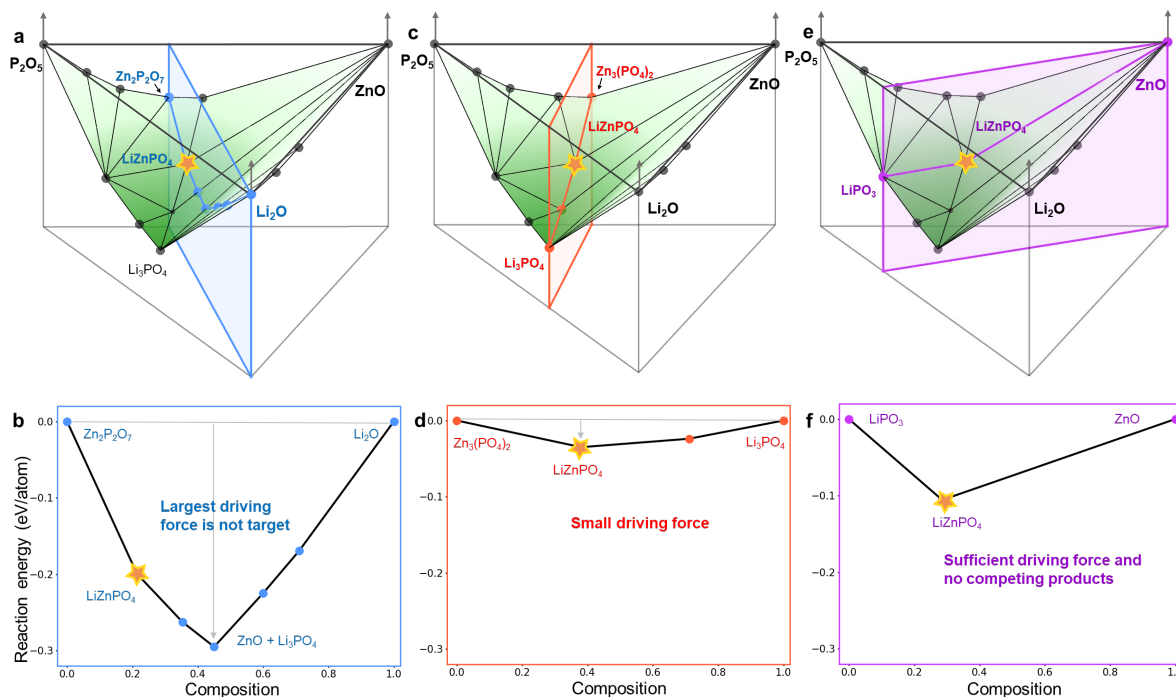 a
P₂O₅
Zn₂P₂O₇
ZnO
LiZnPO₄
Li₂O
Li₃PO₄
c
P₂O₅
Zn₃(PO₄)₂
ZnO
LiZnPO₄
Li₂O
Li₃PO₄
e
P₂O₅
ZnO
LiZnPO₄
LiPO₃
Li₂O
b
Reaction energy (eV/atom)
0.0
−0.1
−0.2
−0.3
Zn₂P₂O₇
Li₂O
Largest driving
force is not target
LiZnPO₄
ZnO + Li₃PO₄
0.0 0.2 0.4 0.6 0.8 1.0
Composition
d
0.0
−0.1
−0.2
−0.3
Zn₃(PO₄)₂
Li₃PO₄
LiZnPO₄
Small driving force
0.0 0.2 0.4 0.6 0.8 1.0
Composition
f
0.0
−0.1
−0.2
−0.3
LiPO₃
ZnO
LiZnPO₄
Sufficient driving force and
no competing products
0.0 0.2 0.4 0.6 0.8 1.0
Composition